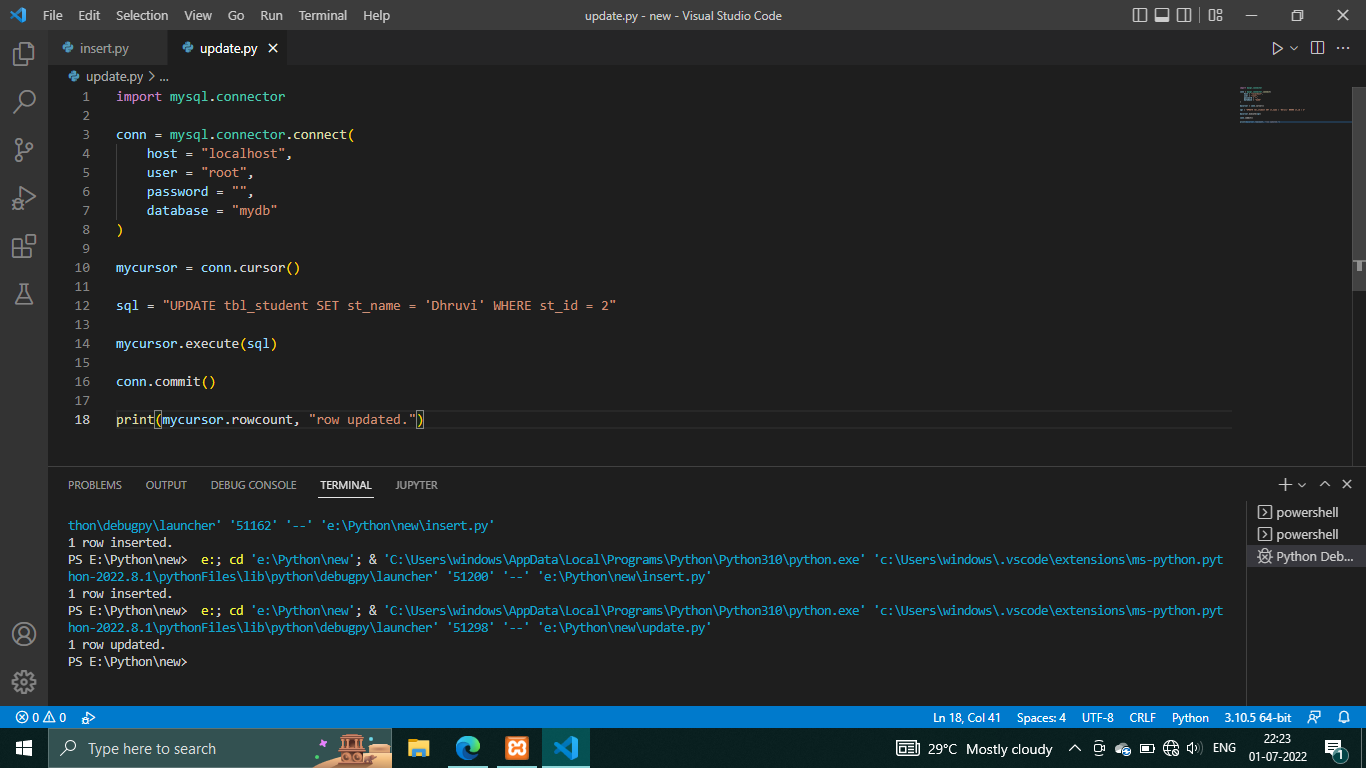 File Edit Selection View Go Run Terminal Help
update.py - new - Visual Studio Code
insert.py
update.py
update.py > ...
1 import mysql.connector
2
3 conn = mysql.connector.connect(
4     host = "localhost",
5     user = "root",
6     password = "",
7     database = "mydb"
8 )
9
10 mycursor = conn.cursor()
11
12 sql = "UPDATE tbl_student SET st_name = 'Dhruvi' WHERE st_id = 2"
13
14 mycursor.execute(sql)
15
16 conn.commit()
17
18 print(mycursor.rowcount, "row updated.")
PROBLEMS OUTPUT DEBUG CONSOLE TERMINAL JUPYTER
thon\debugpy\launcher' '51162' '--' 'e:\Python\new\insert.py'
1 row inserted.
PS E:\Python\new>  e:; cd 'e:\Python\new'; & 'C:\Users\windows\AppData\Local\Programs\Python\Python310\python.exe' 'c:\Users\windows\.vscode\extensions\ms-python.pyt
hon-2022.8.1\pythonFiles\lib\python\debugpy\launcher' '51200' '--' 'e:\Python\new\insert.py'
1 row inserted.
PS E:\Python\new>  e:; cd 'e:\Python\new'; & 'C:\Users\windows\AppData\Local\Programs\Python\Python310\python.exe' 'c:\Users\windows\.vscode\extensions\ms-python.pyt
hon-2022.8.1\pythonFiles\lib\python\debugpy\launcher' '51298' '--' 'e:\Python\new\update.py'
1 row updated.
PS E:\Python\new>
powershell
powershell
Python Deb...
0 0
Ln 18, Col 41 Spaces: 4 UTF-8 CRLF Python 3.10.5 64-bit
Type here to search
29°C Mostly cloudy
ENG
22:23
01-07-2022
1